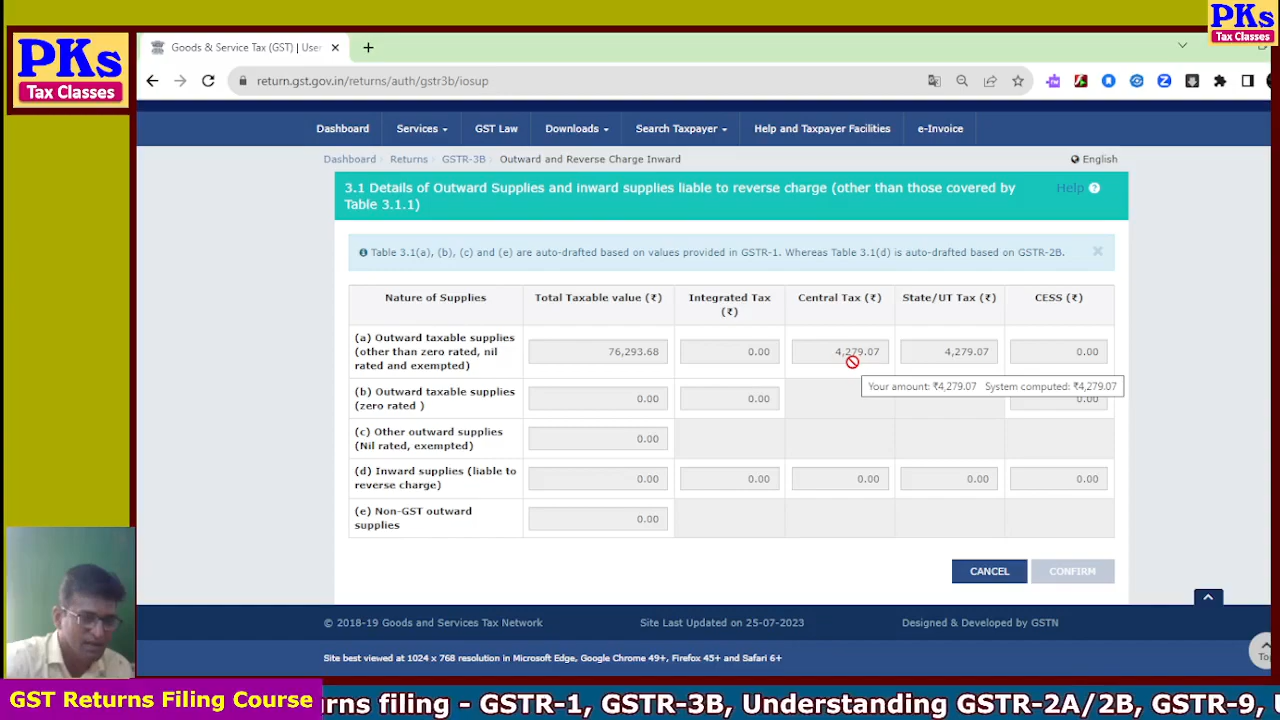 PKs
Tax Classes
PKs
Tax Classes
Goods & Service Tax (GST) | User
return.gst.gov.in/returns/auth/gstr3b/iosup
Dashboard Services GST Law Downloads Search Taxpayer Help and Taxpayer Facilities e-Invoice
Dashboard Returns GSTR-3B Outward and Reverse Charge Inward English
3.1 Details of Outward Supplies and inward supplies liable to reverse charge (other than those covered by
Table 3.1.1)
Help
Table 3.1(a), (b), (c) and (e) are auto-drafted based on values provided in GSTR-1. Whereas Table 3.1(d) is auto-drafted based on GSTR-2B.
Nature of Supplies Total Taxable value (₹) Integrated Tax (₹) Central Tax (₹) State/UT Tax (₹) CESS (₹)
(a) Outward taxable supplies
(other than zero rated, nil
rated and exempted)
76,293.68 0.00 4,279.07 4,279.07 0.00
Your amount: ₹4,279.07 System computed: ₹4,279.07
(b) Outward taxable supplies
(zero rated )
0.00 0.00 0.00
(c) Other outward supplies
(Nil rated, exempted)
0.00
(d) Inward supplies (liable to
reverse charge)
0.00 0.00 0.00 0.00 0.00
(e) Non-GST outward
supplies
0.00
CANCEL CONFIRM
© 2018-19 Goods and Services Tax Network Site Last Updated on 25-07-2023 Designed & Developed by GSTN
Site best viewed at 1024 x 768 resolution in Microsoft Edge, Google Chrome 49+, Firefox 45+ and Safari 6+
Top
GST Returns Filing Course
rns filing - GSTR-1, GSTR-3B, Understanding GSTR-2A/2B, GSTR-9,